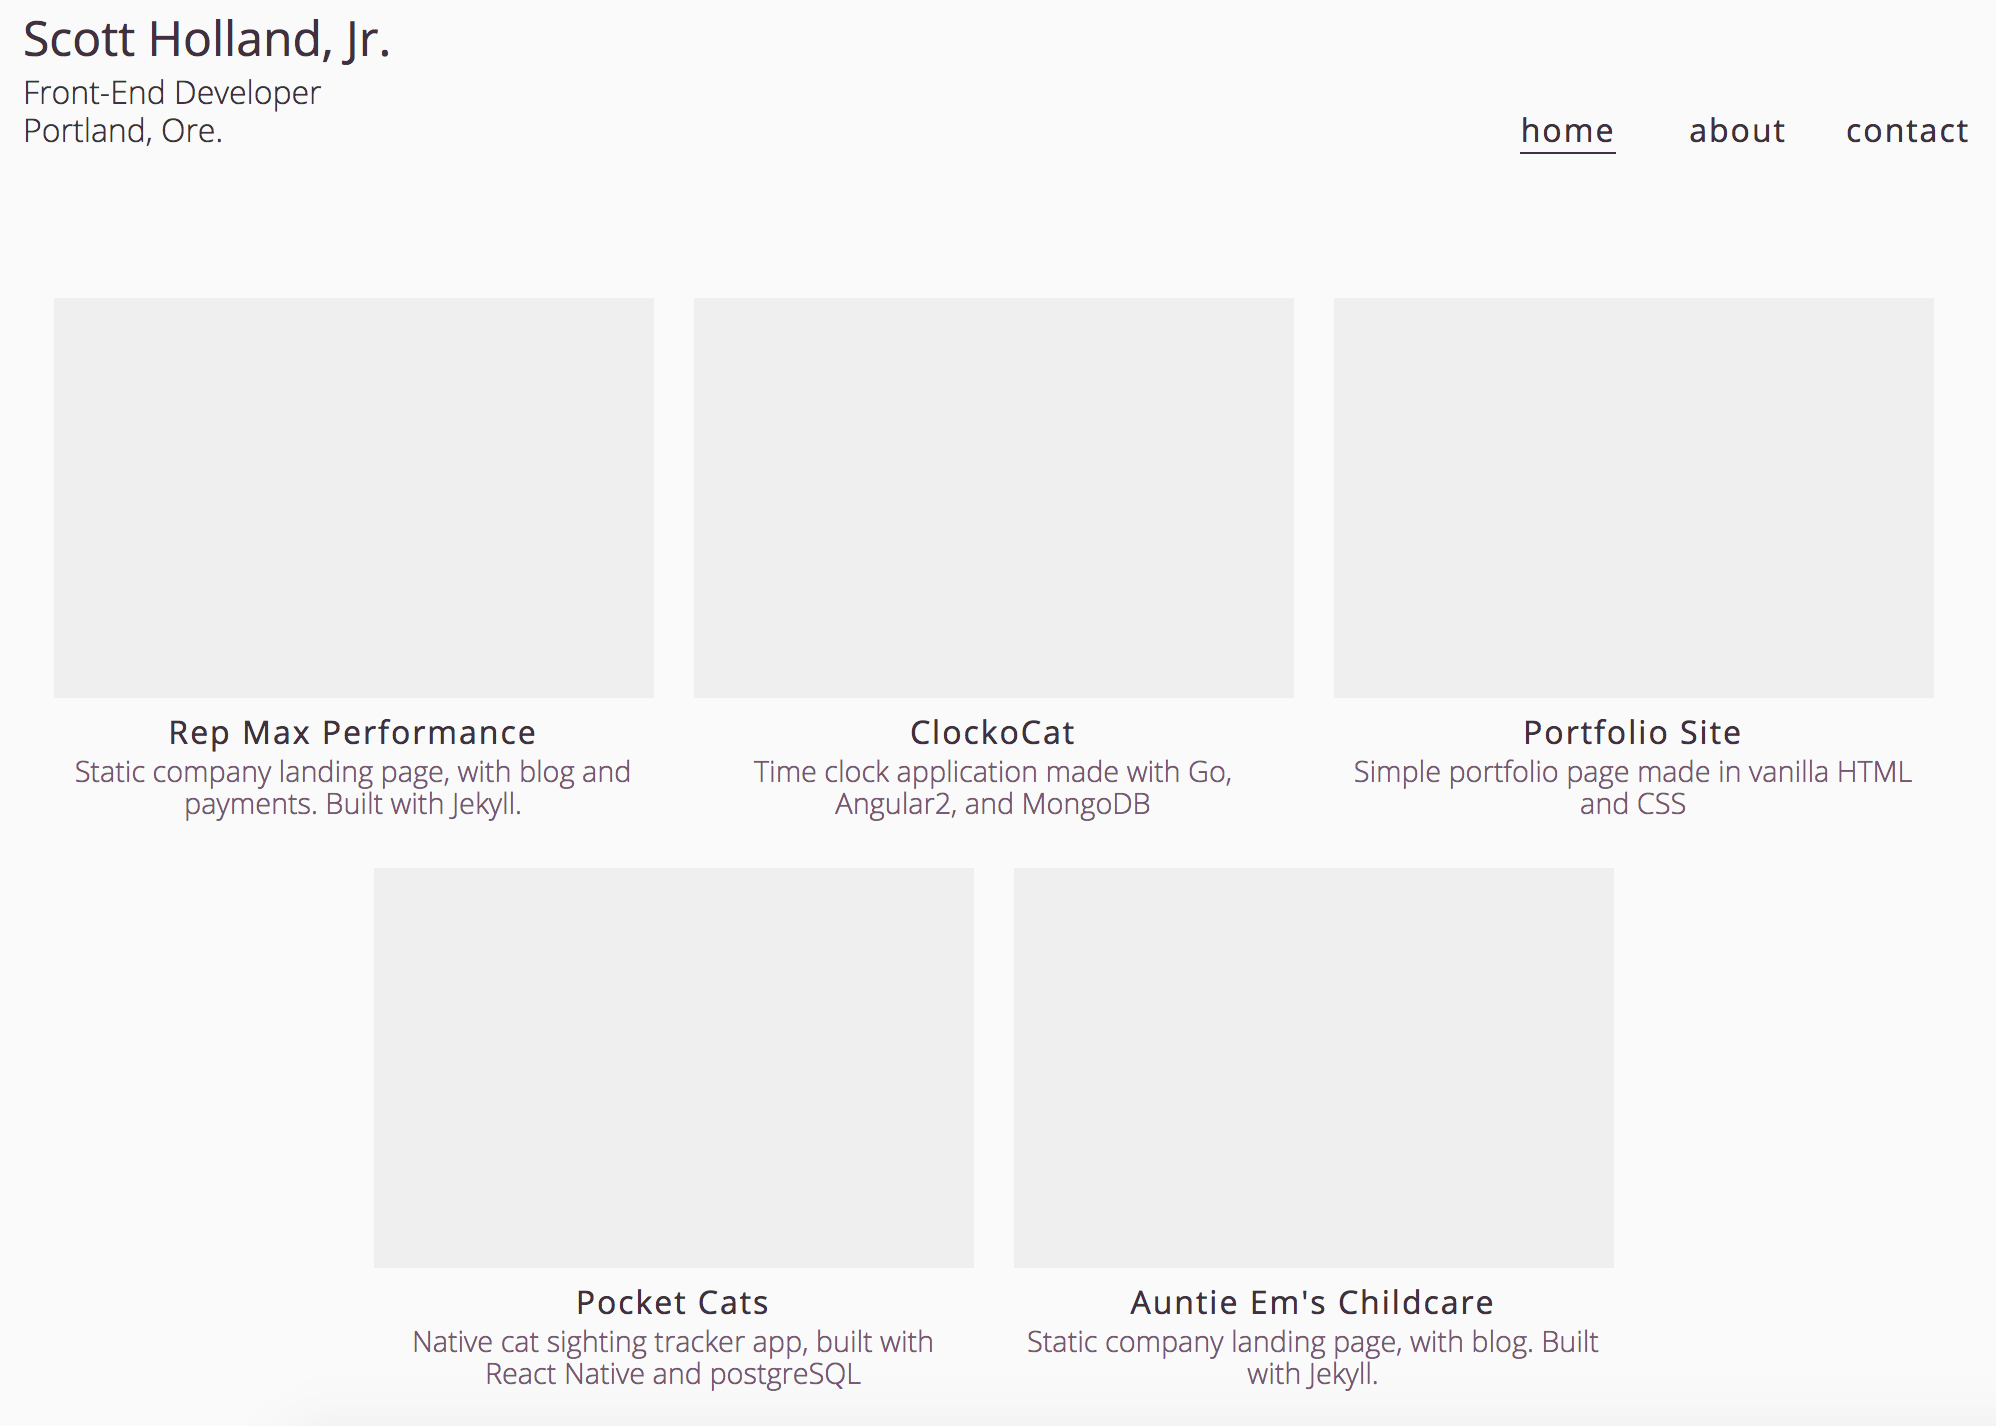 Scott Holland, Jr.
Front-End Developer
Portland, Ore.
home about contact
Rep Max Performance
Static company landing page, with blog and
payments. Built with Jekyll.
ClockoCat
Time clock application made with Go,
Angular2, and MongoDB
Portfolio Site
Simple portfolio page made in vanilla HTML
and CSS
Pocket Cats
Native cat sighting tracker app, built with
React Native and postgreSQL
Auntie Em's Childcare
Static company landing page, with blog. Built
with Jekyll.